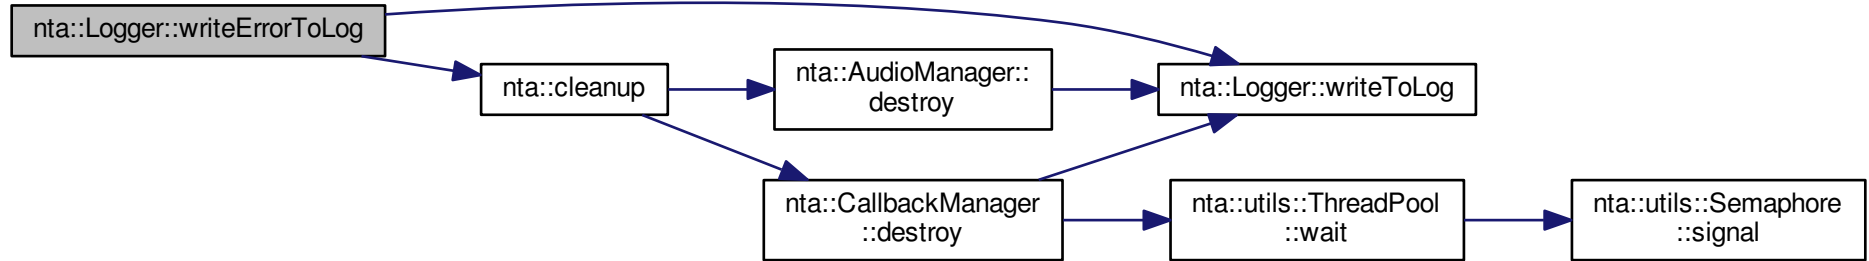 nta::Logger::writeErrorToLog
nta::cleanup
nta::AudioManager::
destroy
nta::Logger::writeToLog
nta::CallbackManager
::destroy
nta::utils::ThreadPool
::wait
nta::utils::Semaphore
::signal